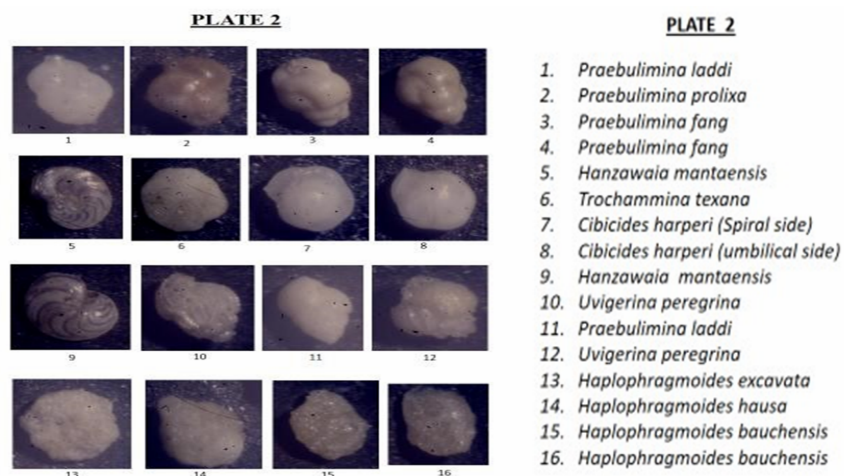 PLATE 2
1
2
3
4
5
6
7
8
9
10
11
12
13
14
15
16
PLATE 2
1. Praebulimina laddi
2. Praebulimina prolixa
3. Praebulimina fang
4. Praebulimina fang
5. Hanzawaia mantaensis
6. Trochammina texana
7. Cibicides harperi (Spiral side)
8. Cibicides harperi (umbilical side)
9. Hanzawaia mantaensis
10. Uvigerina peregrina
11. Praebulimina laddi
12. Uvigerina peregrina
13. Haplophragmoides excavata
14. Haplophragmoides hausa
15. Haplophragmoides bauchensis
16. Haplophragmoides bauchensis